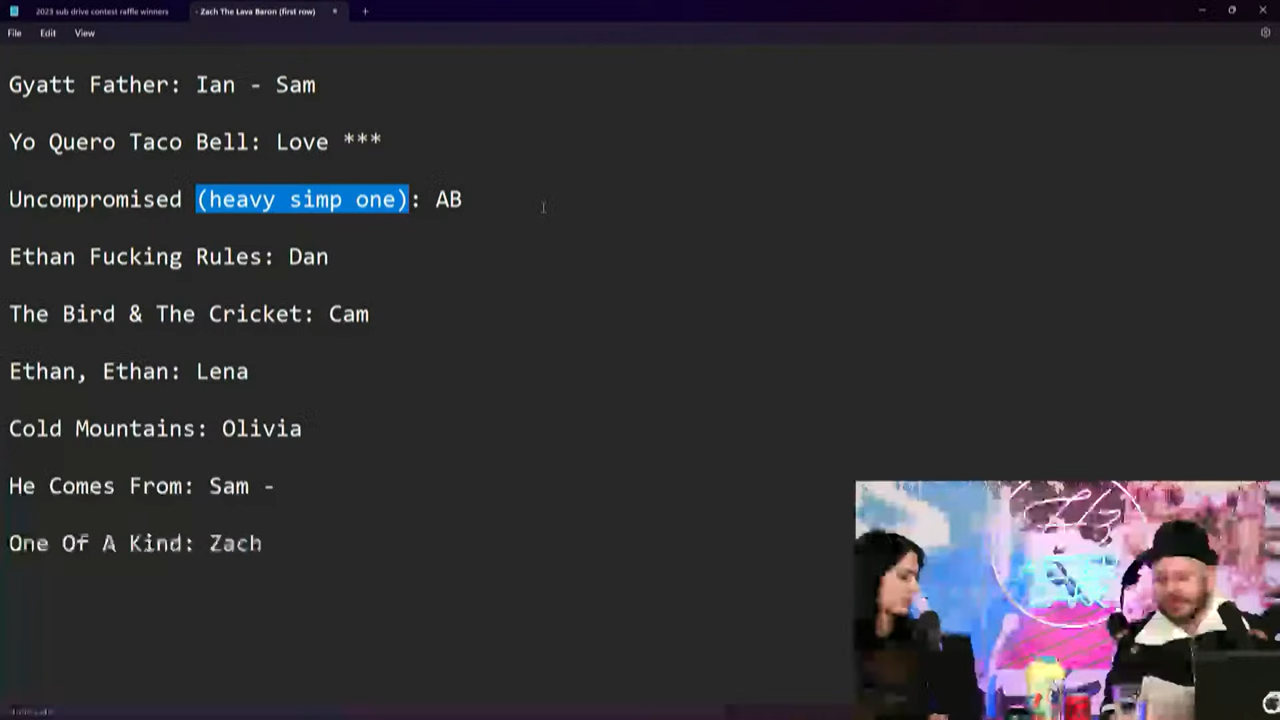 2023 sub drive contest raffle winners
- Zach The Lava Baron (first row)
File Edit View
Gyatt Father: Ian - Sam
Yo Quero Taco Bell: Love ***
Uncompromised (heavy simp one): AB
Ethan Fucking Rules: Dan
The Bird & The Cricket: Cam
Ethan, Ethan: Lena
Cold Mountains: Olivia
He Comes From: Sam -
One Of A Kind: Zach